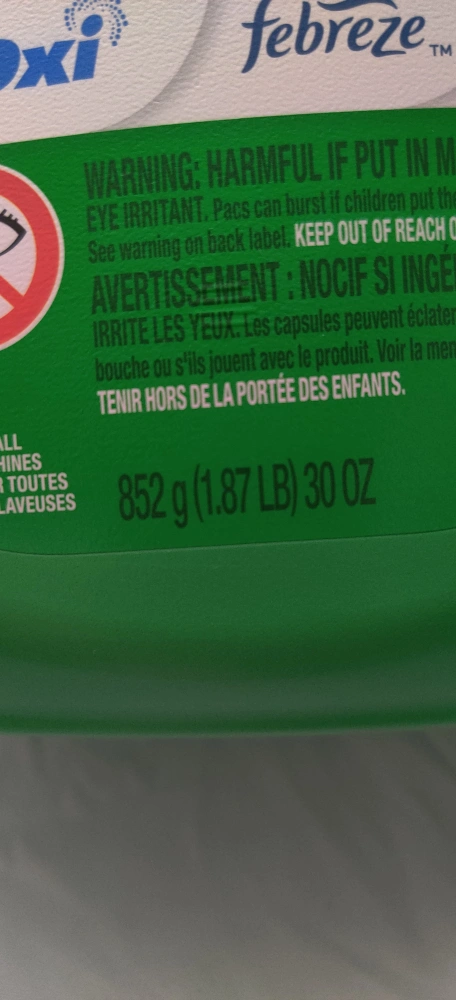 Oxi
febreze™
WARNING: HARMFUL IF PUT IN M
EYE IRRITANT. Pacs can burst if children put the
See warning on back label. KEEP OUT OF REACH O
AVERTISSEMENT : NOCIF SI INGÉ
IRRITE LES YEUX. Les capsules peuvent éclater
bouche ou s'ils jouent avec le produit. Voir la men
TENIR HORS DE LA PORTÉE DES ENFANTS.
ALL
HINES
R TOUTES
LAVEUSES
852 g (1.87 LB) 30 OZ